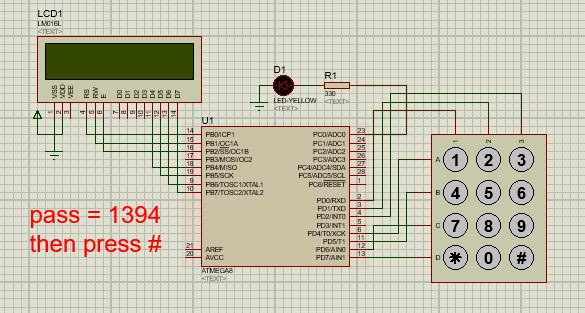 LCD1
LM016L
<TEXT>
VSS VDD VEE RS RW E D0 D1 D2 D3 D4 D5 D6 D7
1 2 3 4 5 6 7 8 9 10 11 12 13 14
D1
LED-YELLOW
<TEXT>
R1
330
<TEXT>
U1
14 PB0/ICP1 PC0/ADC0 23
15 PB1/OC1A PC1/ADC1 24
16 PB2/SS/OC1B PC2/ADC2 25
17 PB3/MOSI/OC2 PC3/ADC3 26
18 PB4/MISO PC4/ADC4/SDA 27
19 PB5/SCK PC5/ADC5/SCL 28
9 PB6/TOSC1/XTAL1 PC6/RESET 1
10 PB7/TOSC2/XTAL2
PD0/RXD 2
PD1/TXD 3
PD2/INT0 4
PD3/INT1 5
PD4/T0/XCK 6
PD5/T1 11
21 AREF PD6/AIN0 12
20 AVCC PD7/AIN1 13
ATMEGA8
<TEXT>
1 2 3
A 1 2 3
B 4 5 6
C 7 8 9
D * 0 #
pass = 1394
then press #